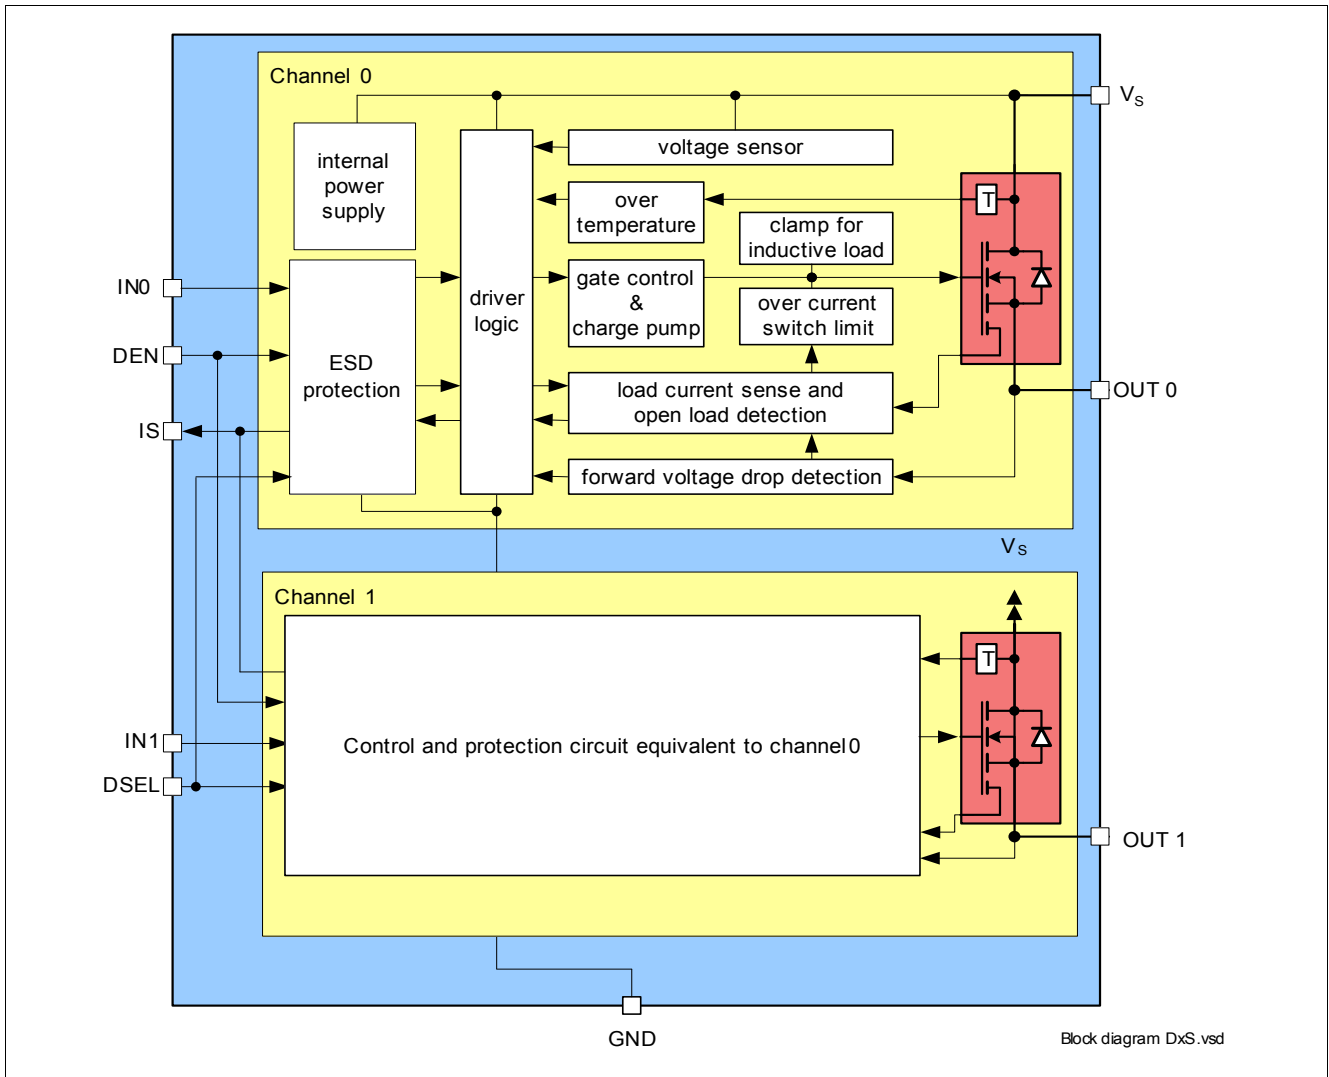 Channel 0
VS
internal
power
supply
voltage sensor
over
temperature
T
clamp for
inductive load
IN0
gate control
&
charge pump
driver
logic
over current
switch limit
DEN
ESD
protection
load current sense and
open load detection
OUT 0
IS
forward voltage drop detection
VS
Channel 1
T
IN1
Control and protection circuit equivalent to channel 0
DSEL
OUT 1
GND
Block diagram DxS.vsd